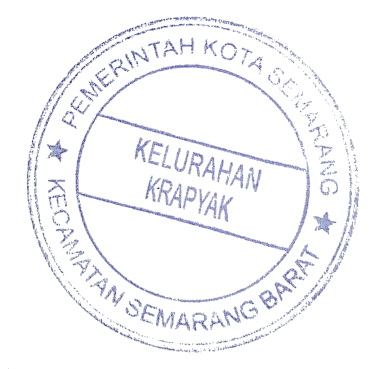 PEMERINTAH KOTA SEMARANG
KELURAHAN
KRAPYAK
KECAMATAN SEMARANG BARAT